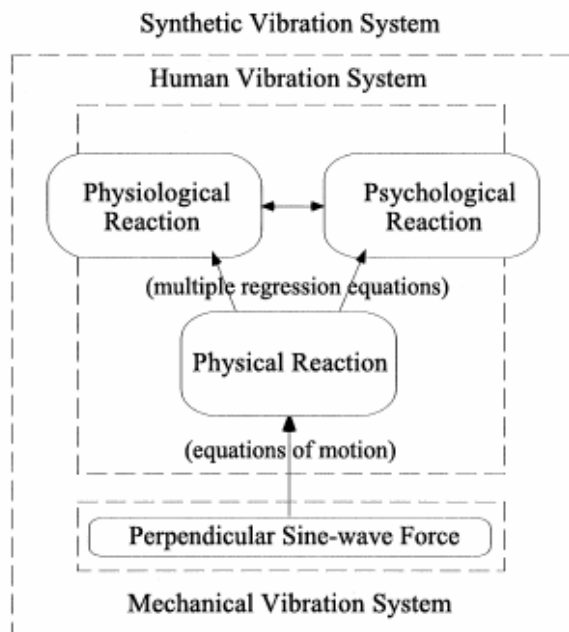 Synthetic Vibration System
Human Vibration System
Physiological
Reaction
Psychological
Reaction
(multiple regression equations)
Physical Reaction
(equations of motion)
Perpendicular Sine-wave Force
Mechanical Vibration System